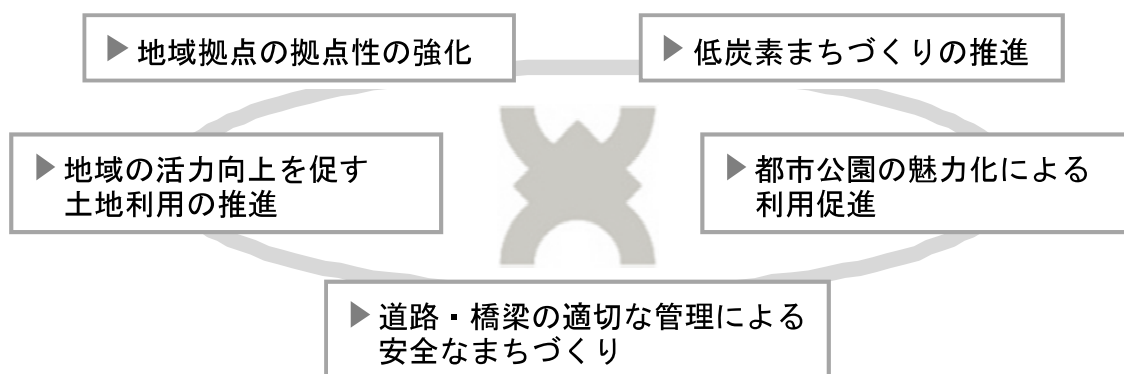 ▶地域拠点の拠点性の強化
▶低炭素まちづくりの推進
▶地域の活力向上を促す
土地利用の推進
▶都市公園の魅力化による
利用促進
▶道路・橋梁の適切な管理による
安全なまちづくり